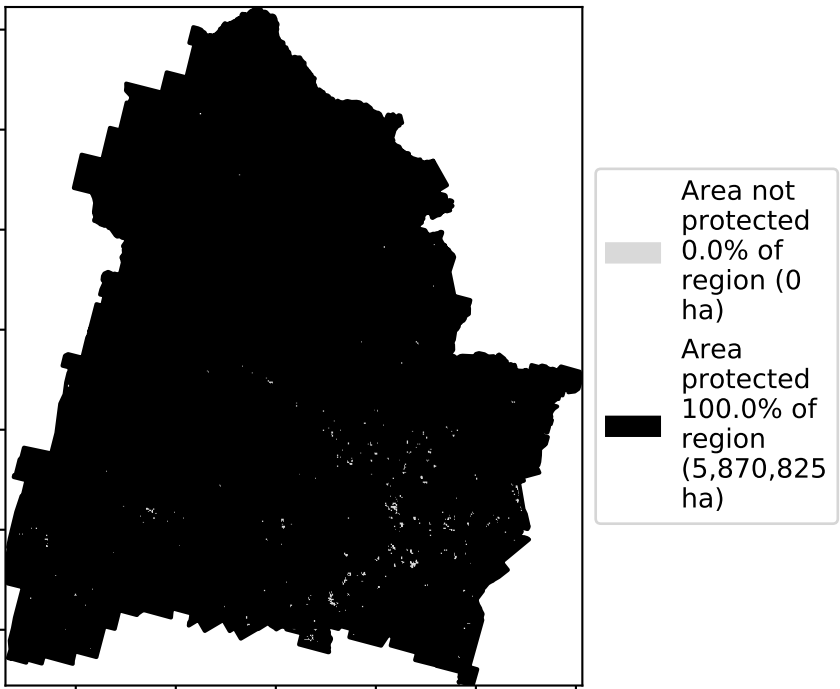 Area not
protected
0.0% of
region (0
ha)
Area
protected
100.0% of
region
(5,870,825
ha)